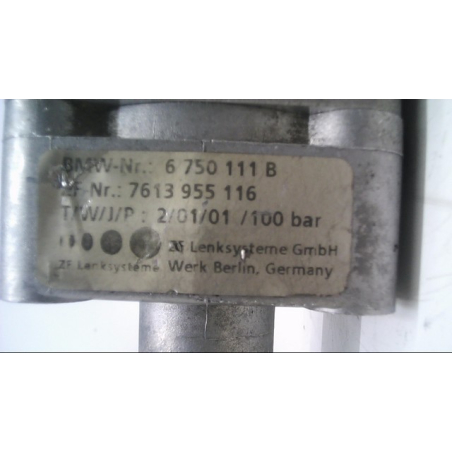 BMW-Nr.: 6 750 111 B
ZF-Nr.: 7613 955 116
T/W/J/P : 2/01/01 /100 bar
ZF Lenksysteme GmbH
ZF Lenksysteme Werk Berlin, Germany